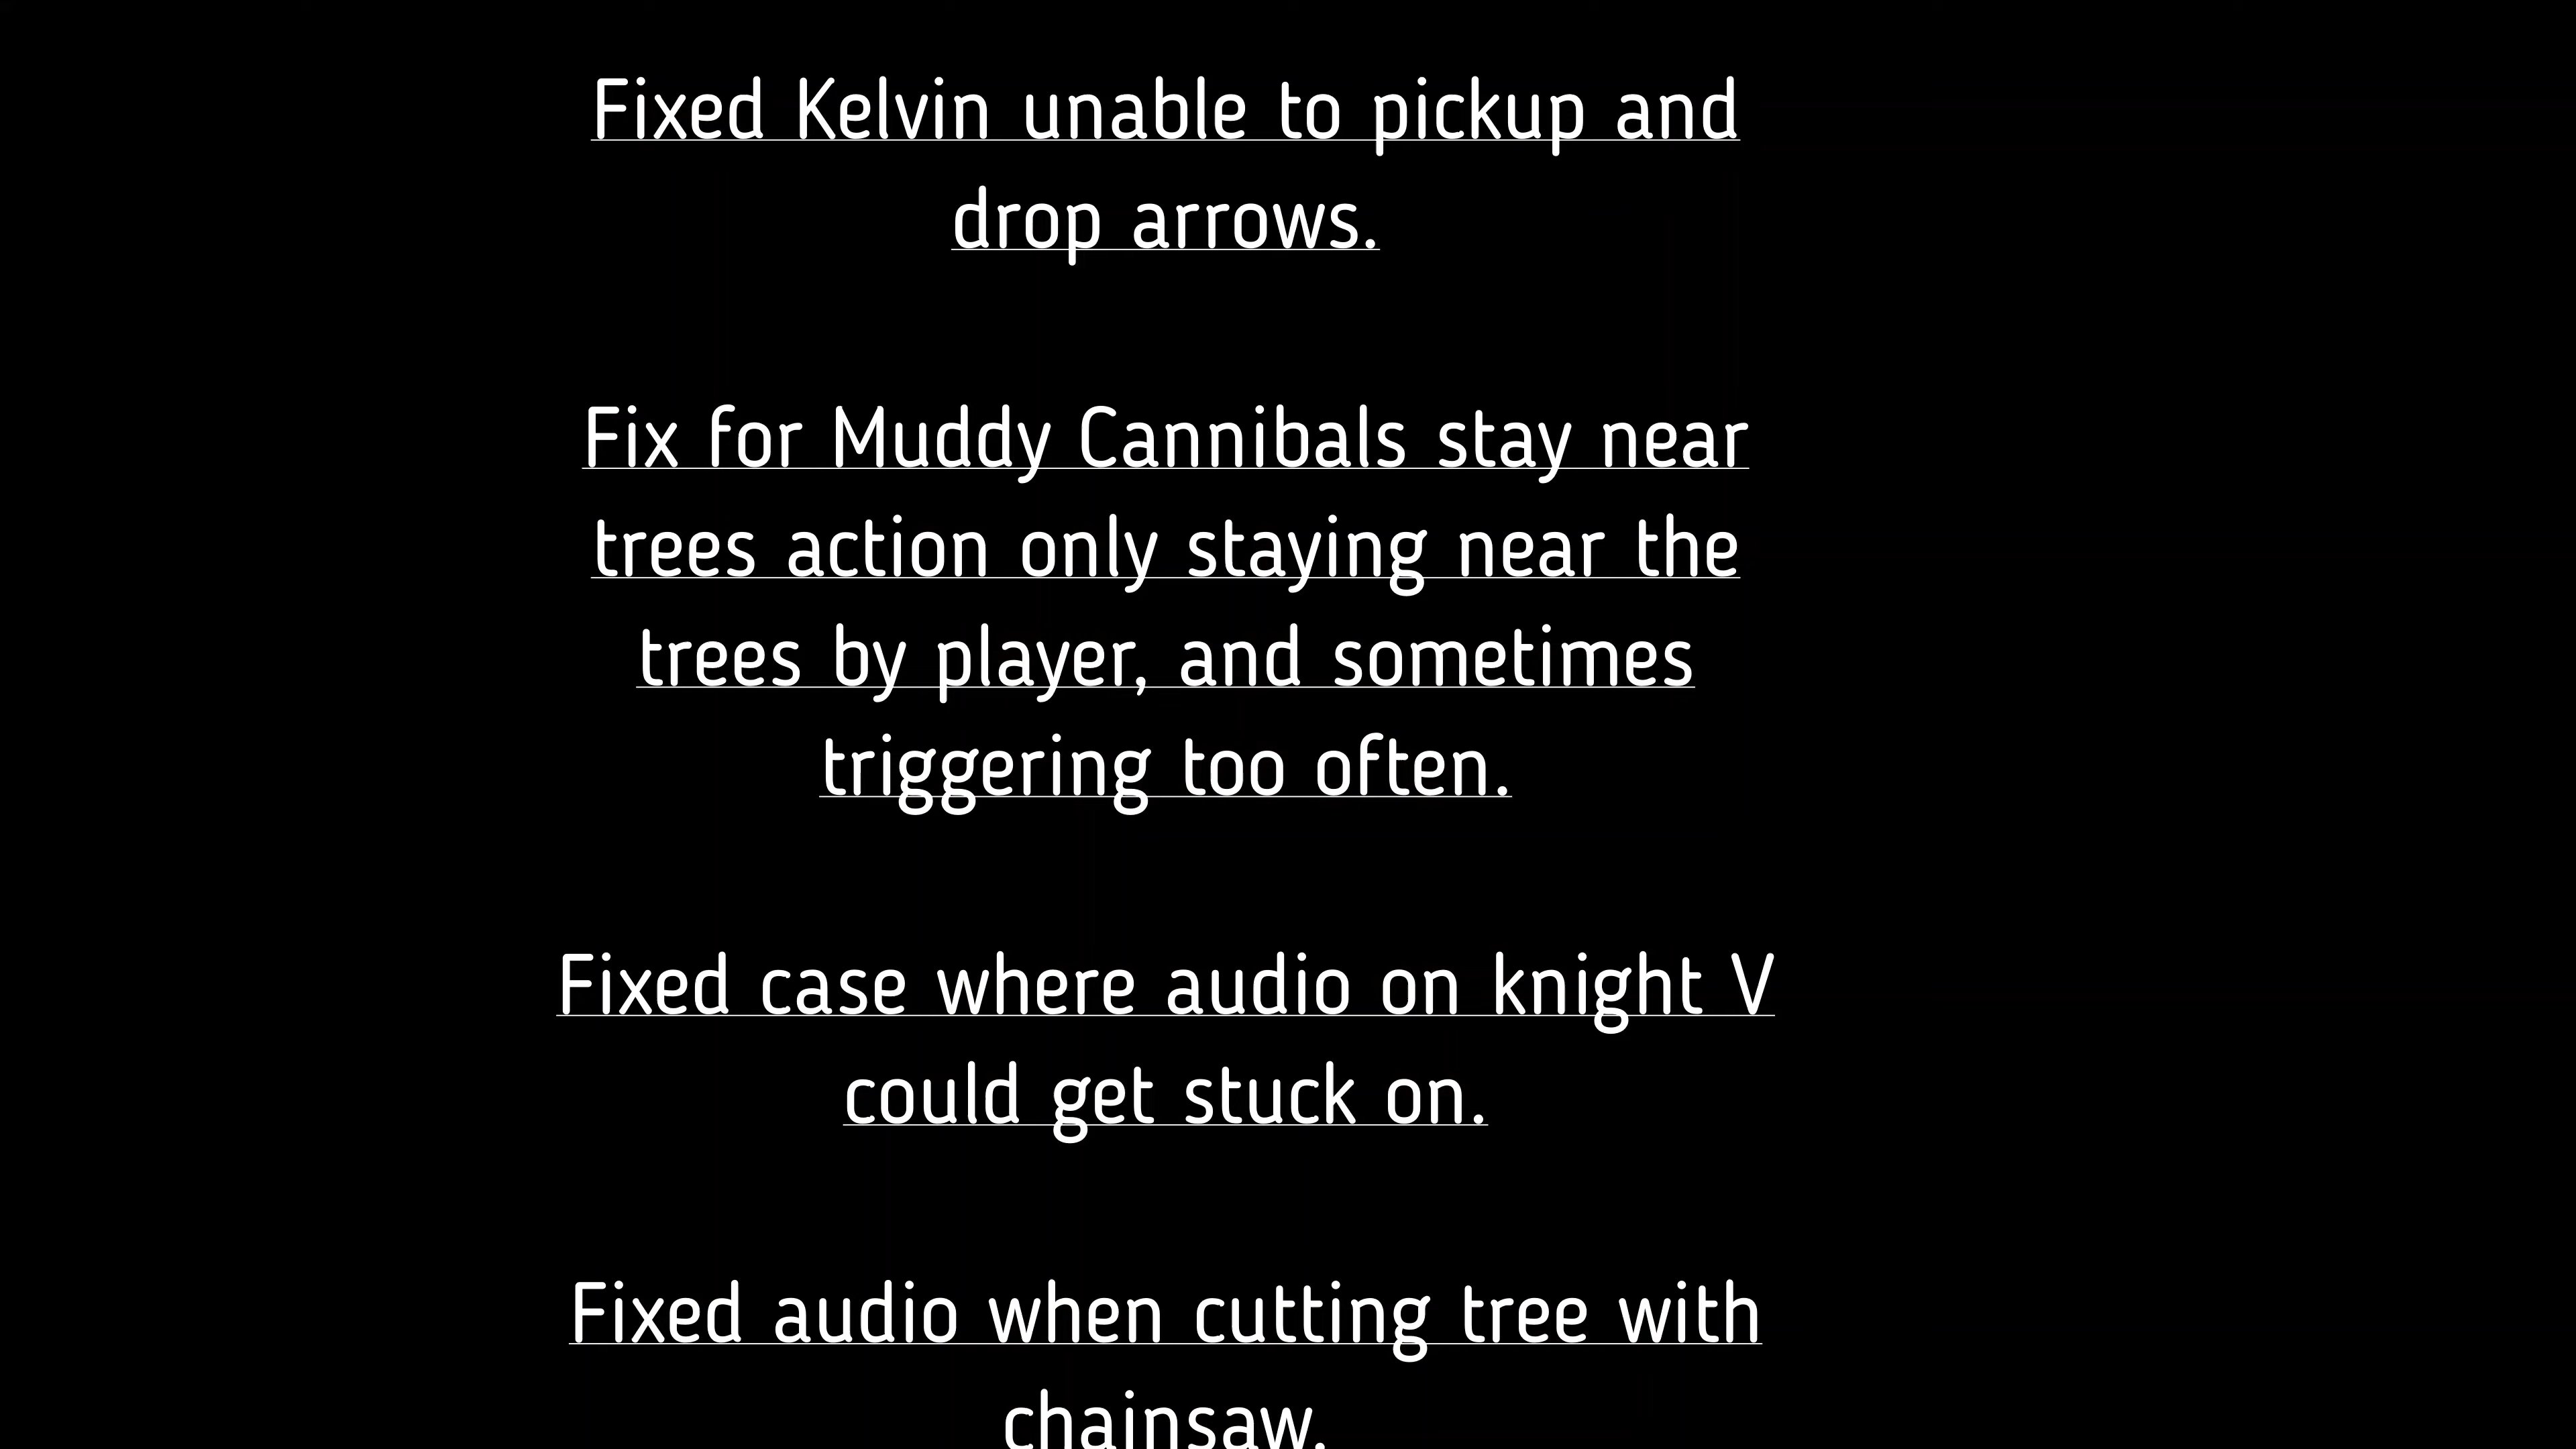 Fixed Kelvin unable to pickup and
drop arrows.
Fix for Muddy Cannibals stay near
trees action only staying near the
trees by player, and sometimes
triggering too often.
Fixed case where audio on knight V
could get stuck on.
Fixed audio when cutting tree with
chainsaw.